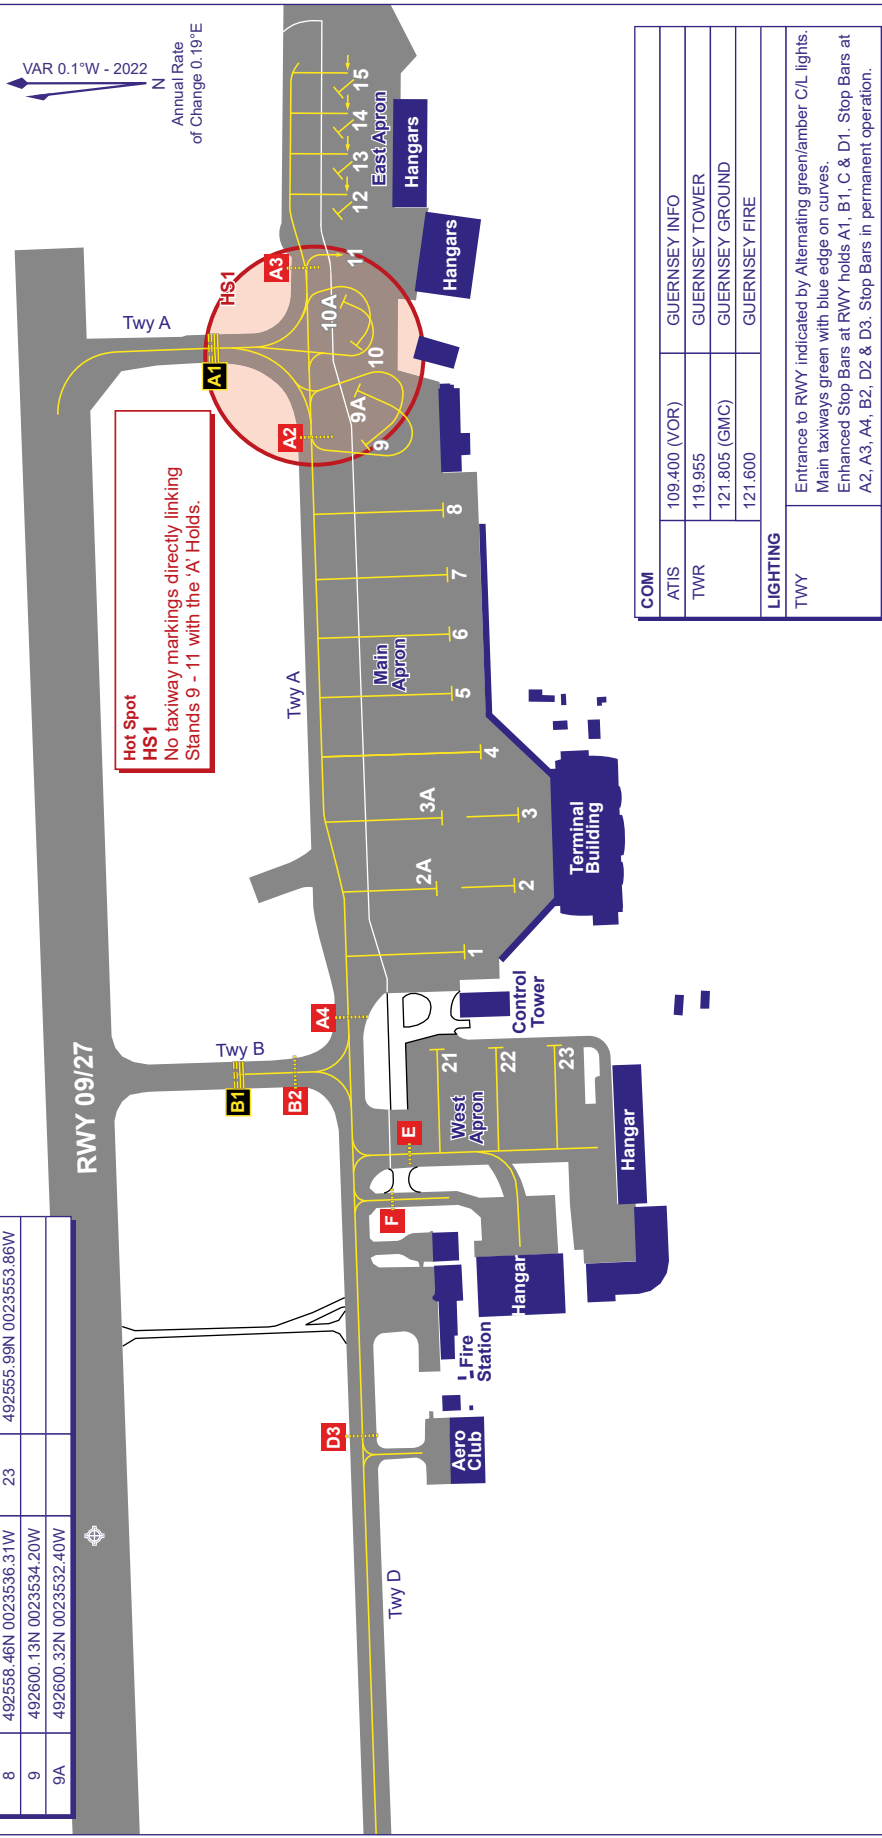 8 492558.46N 0023536.31W 23 492555.99N 0023553.86W
9 492600.13N 0023534.20W
9A 492600.32N 0023532.40W
VAR 0.1°W - 2022
N
Annual Rate
of Change 0.19°E
RWY 09/27
Hot Spot
HS1
No taxiway markings directly linking
Stands 9 - 11 with the 'A' Holds.
Twy A
HS1
A1
A2
A3
Twy B
B1
B2
A4
Twy A
Twy D
D3
E
F
1
2A
2
3A
3
4
5
6
7
8
9
9A
10
10A
11
12
13
14
15
21
22
23
Main
Apron
East Apron
West
Apron
Hangars
Hangars
Terminal
Building
Control
Tower
Hangar
Hangar
Fire
Station
Aero
Club
COM
ATIS 109.400 (VOR) GUERNSEY INFO
TWR 119.955 GUERNSEY TOWER
121.805 (GMC) GUERNSEY GROUND
121.600 GUERNSEY FIRE
LIGHTING
TWY Entrance to RWY indicated by Alternating green/amber C/L lights.
Main taxiways green with blue edge on curves.
Enhanced Stop Bars at RWY holds A1, B1, C & D1. Stop Bars at
A2, A3, A4, B2, D2 & D3. Stop Bars in permanent operation.